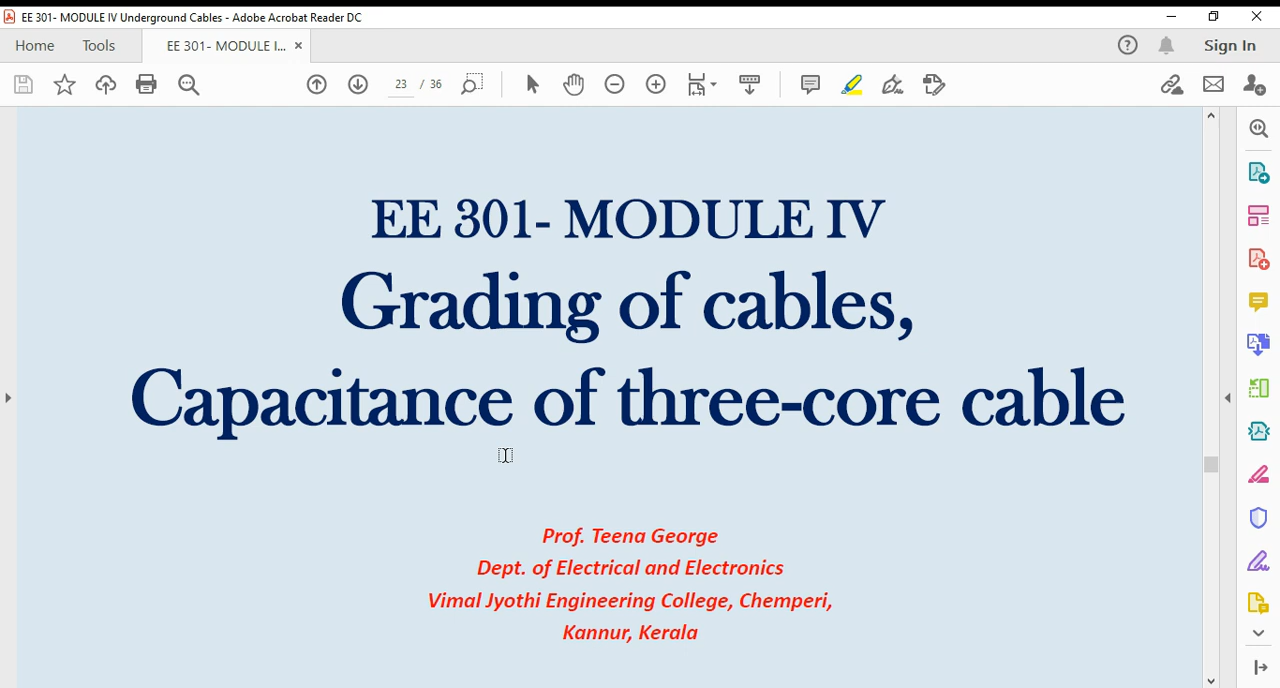 EE 301- MODULE IV Underground Cables - Adobe Acrobat Reader DC
Home Tools EE 301- MODULE I... × Sign In
23 / 36
EE 301- MODULE IV
Grading of cables,
Capacitance of three-core cable
Prof. Teena George
Dept. of Electrical and Electronics
Vimal Jyothi Engineering College, Chemperi,
Kannur, Kerala